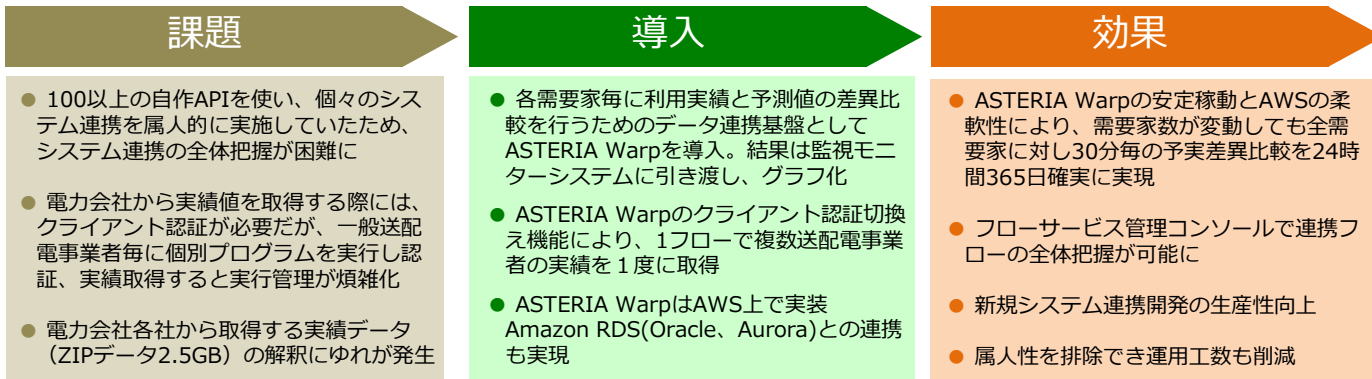 課題
● 100以上の自作APIを使い、個々のシス
テム連携を属人的に実施していたため、
システム連携の全体把握が困難に
● 電力会社から実績値を取得する際には、
クライアント認証が必要だが、一般送配
電事業者毎に個別プログラムを実行し認
証、実績取得すると実行管理が煩雑化
● 電力会社各社から取得する実績データ
（ZIPデータ2.5GB）の解釈にゆれが発生
導入
● 各需要家毎に利用実績と予測値の差異比
較を行うためのデータ連携基盤として
ASTERIA Warpを導入。結果は監視モニ
ターシステムに引き渡し、グラフ化
● ASTERIA Warpのクライアント認証切換
え機能により、1フローで複数送配電事業
者の実績を１度に取得
● ASTERIA WarpはAWS上で実装
Amazon RDS(Oracle、Aurora)との連携
も実現
効果
● ASTERIA Warpの安定稼動とAWSの柔
軟性により、需要家数が変動しても全需
要家に対し30分毎の予実差異比較を24時
間365日確実に実現
● フローサービス管理コンソールで連携フ
ローの全体把握が可能に
● 新規システム連携開発の生産性向上
● 属人性を排除でき運用工数も削減